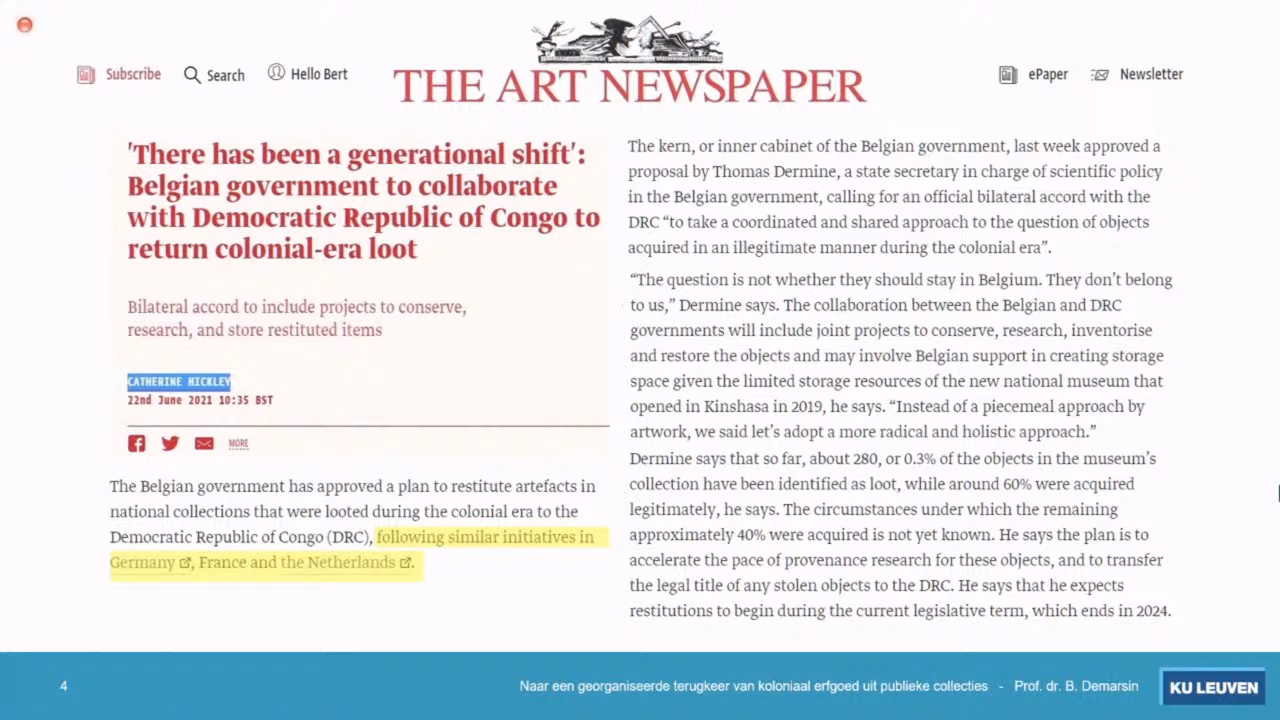 Subscribe
Search
Hello Bert
THE ART NEWSPAPER
ePaper
Newsletter
'There has been a generational shift':
Belgian government to collaborate
with Democratic Republic of Congo to
return colonial-era loot
Bilateral accord to include projects to conserve,
research, and store restituted items
CATHERINE HICKLEY
22nd June 2021 10:35 BST
MORE
The Belgian government has approved a plan to restitute artefacts in
national collections that were looted during the colonial era to the
Democratic Republic of Congo (DRC), following similar initiatives in
Germany, France and the Netherlands.
The kern, or inner cabinet of the Belgian government, last week approved a
proposal by Thomas Dermine, a state secretary in charge of scientific policy
in the Belgian government, calling for an official bilateral accord with the
DRC “to take a coordinated and shared approach to the question of objects
acquired in an illegitimate manner during the colonial era”.
“The question is not whether they should stay in Belgium. They don’t belong
to us,” Dermine says. The collaboration between the Belgian and DRC
governments will include joint projects to conserve, research, inventorise
and restore the objects and may involve Belgian support in creating storage
space given the limited storage resources of the new national museum that
opened in Kinshasa in 2019, he says. “Instead of a piecemeal approach by
artwork, we said let’s adopt a more radical and holistic approach.”
Dermine says that so far, about 280, or 0.3% of the objects in the museum’s
collection have been identified as loot, while around 60% were acquired
legitimately, he says. The circumstances under which the remaining
approximately 40% were acquired is not yet known. He says the plan is to
accelerate the pace of provenance research for these objects, and to transfer
the legal title of any stolen objects to the DRC. He says that he expects
restitutions to begin during the current legislative term, which ends in 2024.
4
Naar een georganiseerde terugkeer van koloniaal erfgoed uit publieke collecties - Prof. dr. B. Demarsin
KU LEUVEN